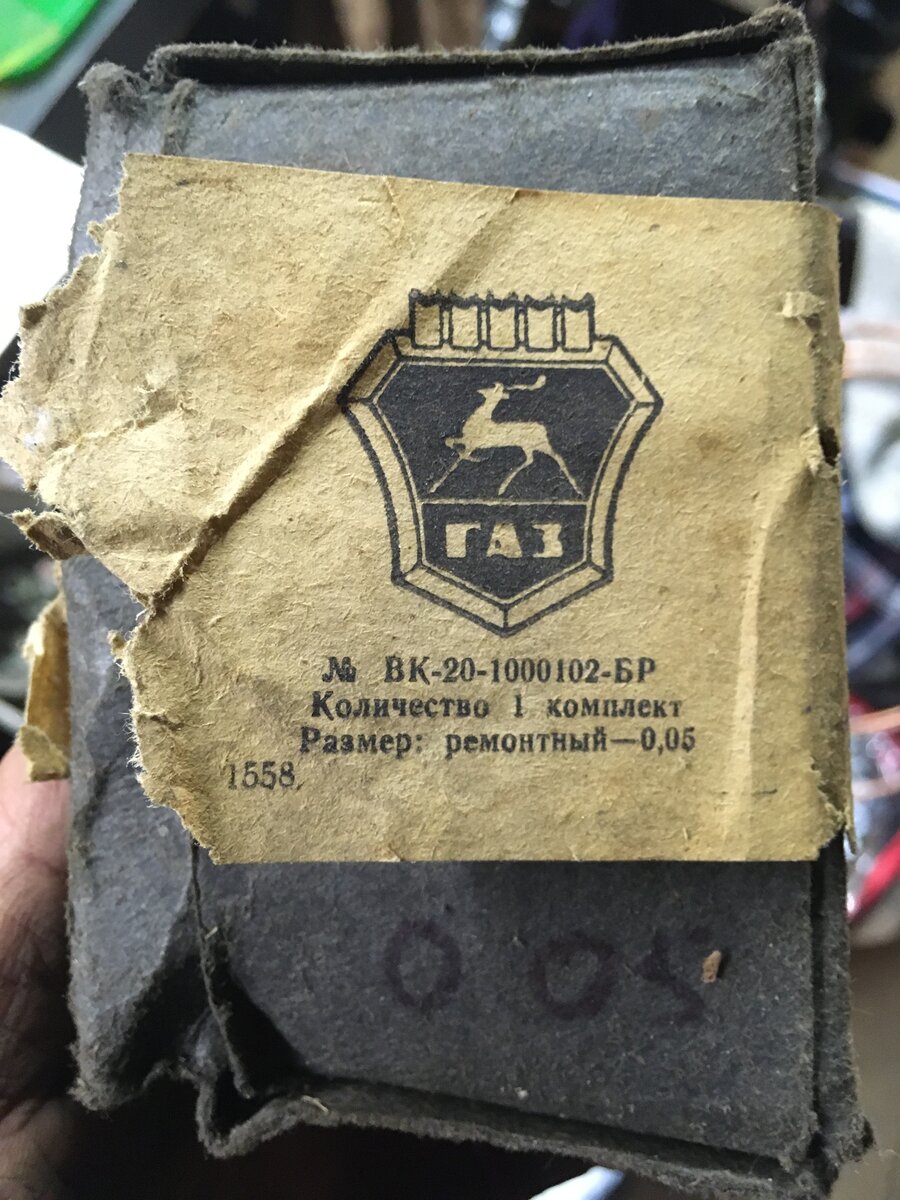 ГАЗ
№ ВК-20-1000102-БР
Количество 1 комплект
Размер: ремонтный—0,05
1558.
0 05